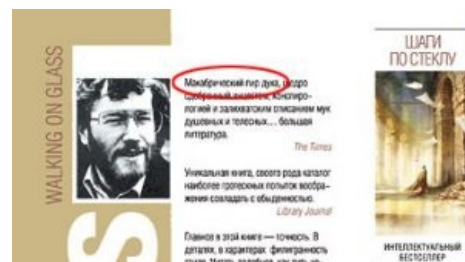 WALKING ON GLASS
Макабрический пир духа, щедро
сдобренный
логией и залихватским описанием мук
душевных и телесных... большая
литература.
The Times
Уникальная книга, своего рода каталог
наиболее гротескных попыток вообра-
жения совладать с обыденностью.
Library Journal
Главное в этой книге — точность. В
деталях, в характерах, филигранность
ШАГИ
ПО СТЕКЛУ
ИНТЕЛЛЕКТУАЛЬНЫЙ
БЕСТСЕЛЛЕР